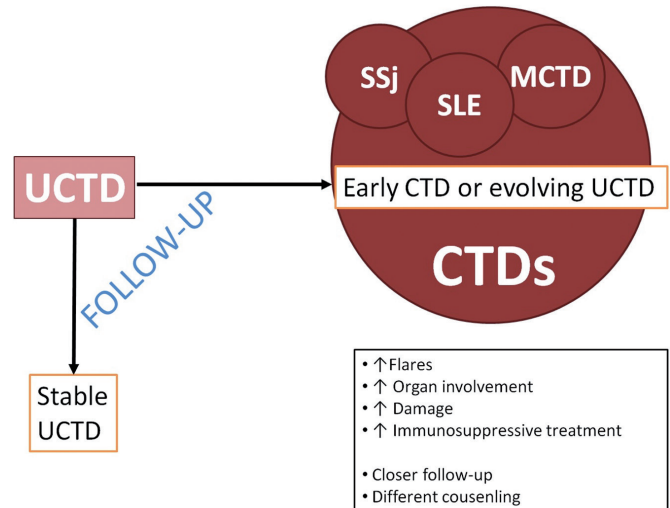 SSj
SLE
MCTD
UCTD
FOLLOW-UP
Early CTD or evolving UCTD
CTDs
Stable
UCTD
• ↑Flares
• ↑ Organ involvement
• ↑ Damage
• ↑ Immunosuppressive treatment
• Closer follow-up
• Different cousenling